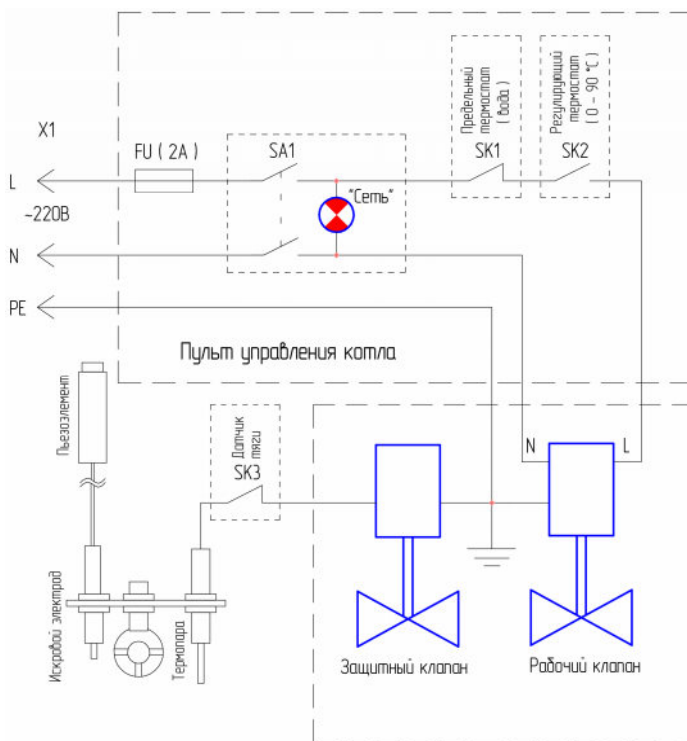 Предельный
термостат
( вода )
Регулирующий
термостат
( 0 - 90 °С )
X1
FU ( 2А )
SA1
SK1
SK2
L
"Сеть"
~220В
N
PE
Пульт управления котла
Пьезоэлемент
Датчик
тяги
SK3
N
L
Искровой электрод
Термопара
Защитный клапан
Рабочий клапан